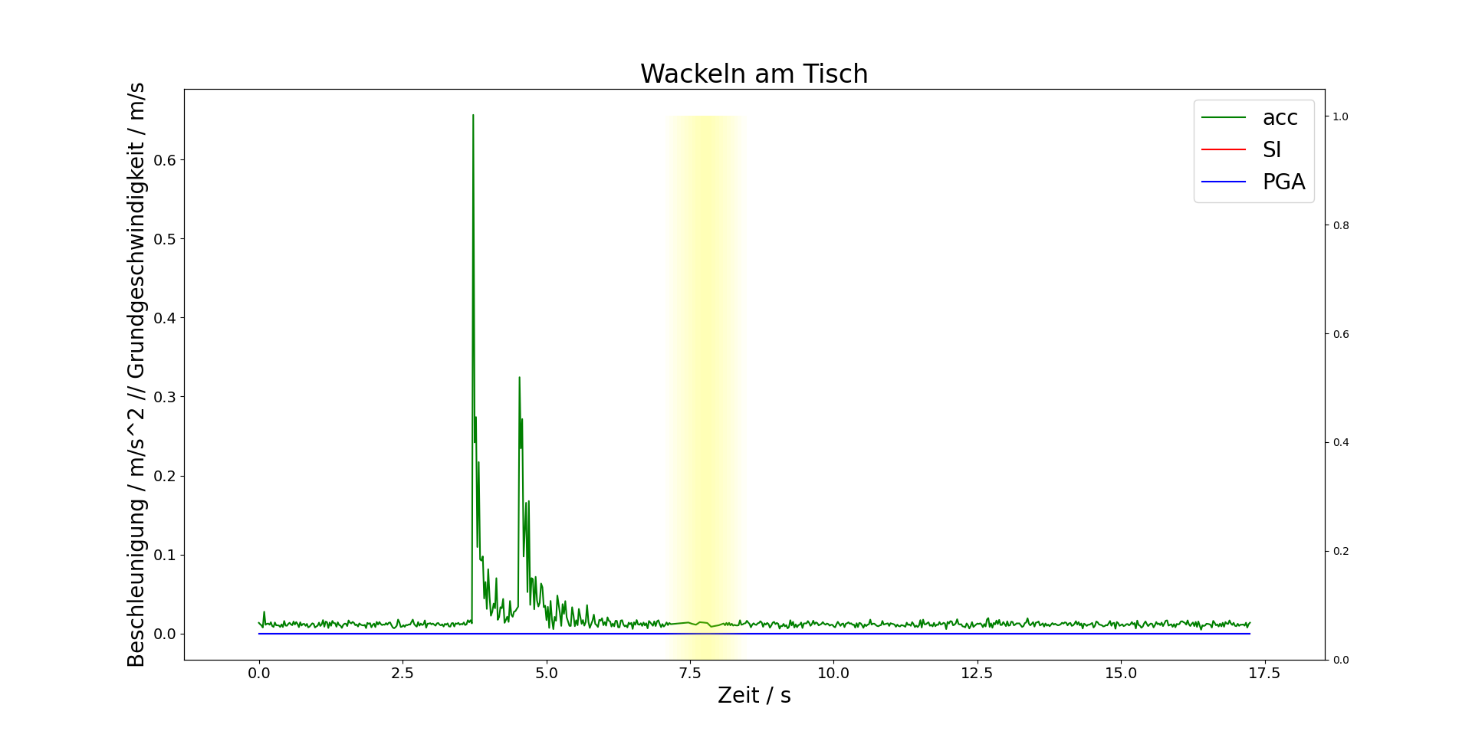 Wackeln am Tisch
Beschleunigung / m/s^2 // Grundgeschwindigkeit / m/s
0.6
0.5
0.4
0.3
0.2
0.1
0.0
1.0
0.8
0.6
0.4
0.2
0.0
acc
SI
PGA
0.0 2.5 5.0 7.5 10.0 12.5 15.0 17.5
Zeit / s